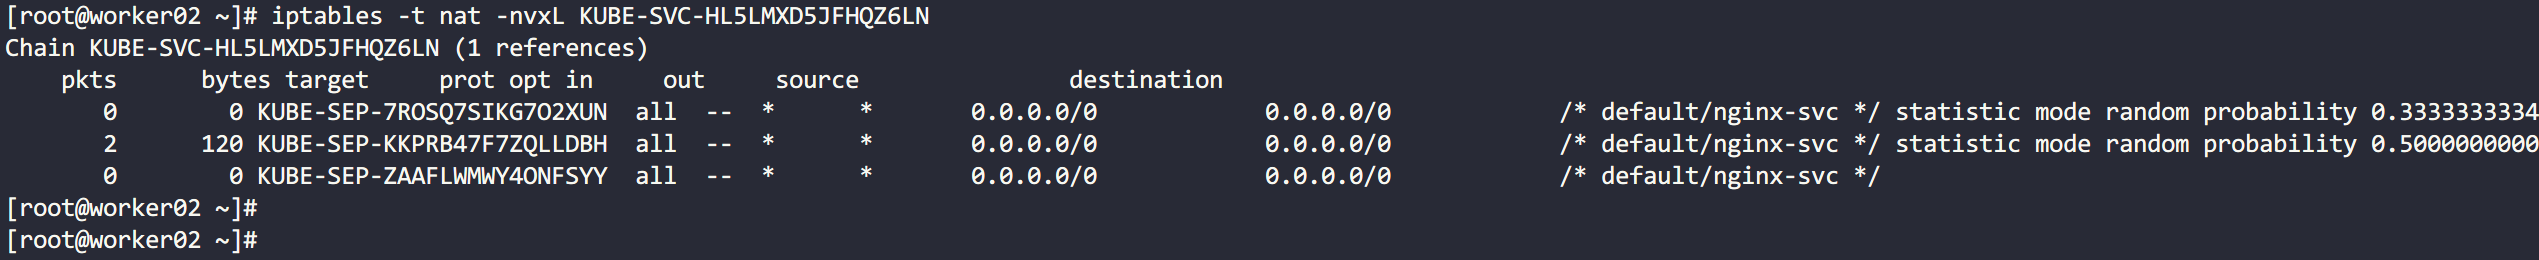 [root@worker02 ~]# iptables -t nat -nvxL KUBE-SVC-HL5LMXD5JFHQZ6LN
Chain KUBE-SVC-HL5LMXD5JFHQZ6LN (1 references)
    pkts      bytes target     prot opt in     out     source               destination
       0        0 KUBE-SEP-7ROSQ7SIKG7O2XUN  all  --  *      *       0.0.0.0/0            0.0.0.0/0            /* default/nginx-svc */ statistic mode random probability 0.3333333334
       2      120 KUBE-SEP-KKPRB47F7ZQLLDBH  all  --  *      *       0.0.0.0/0            0.0.0.0/0            /* default/nginx-svc */ statistic mode random probability 0.5000000000
       0        0 KUBE-SEP-ZAAFLWMWY4ONFSYY  all  --  *      *       0.0.0.0/0            0.0.0.0/0            /* default/nginx-svc */
[root@worker02 ~]#
[root@worker02 ~]#